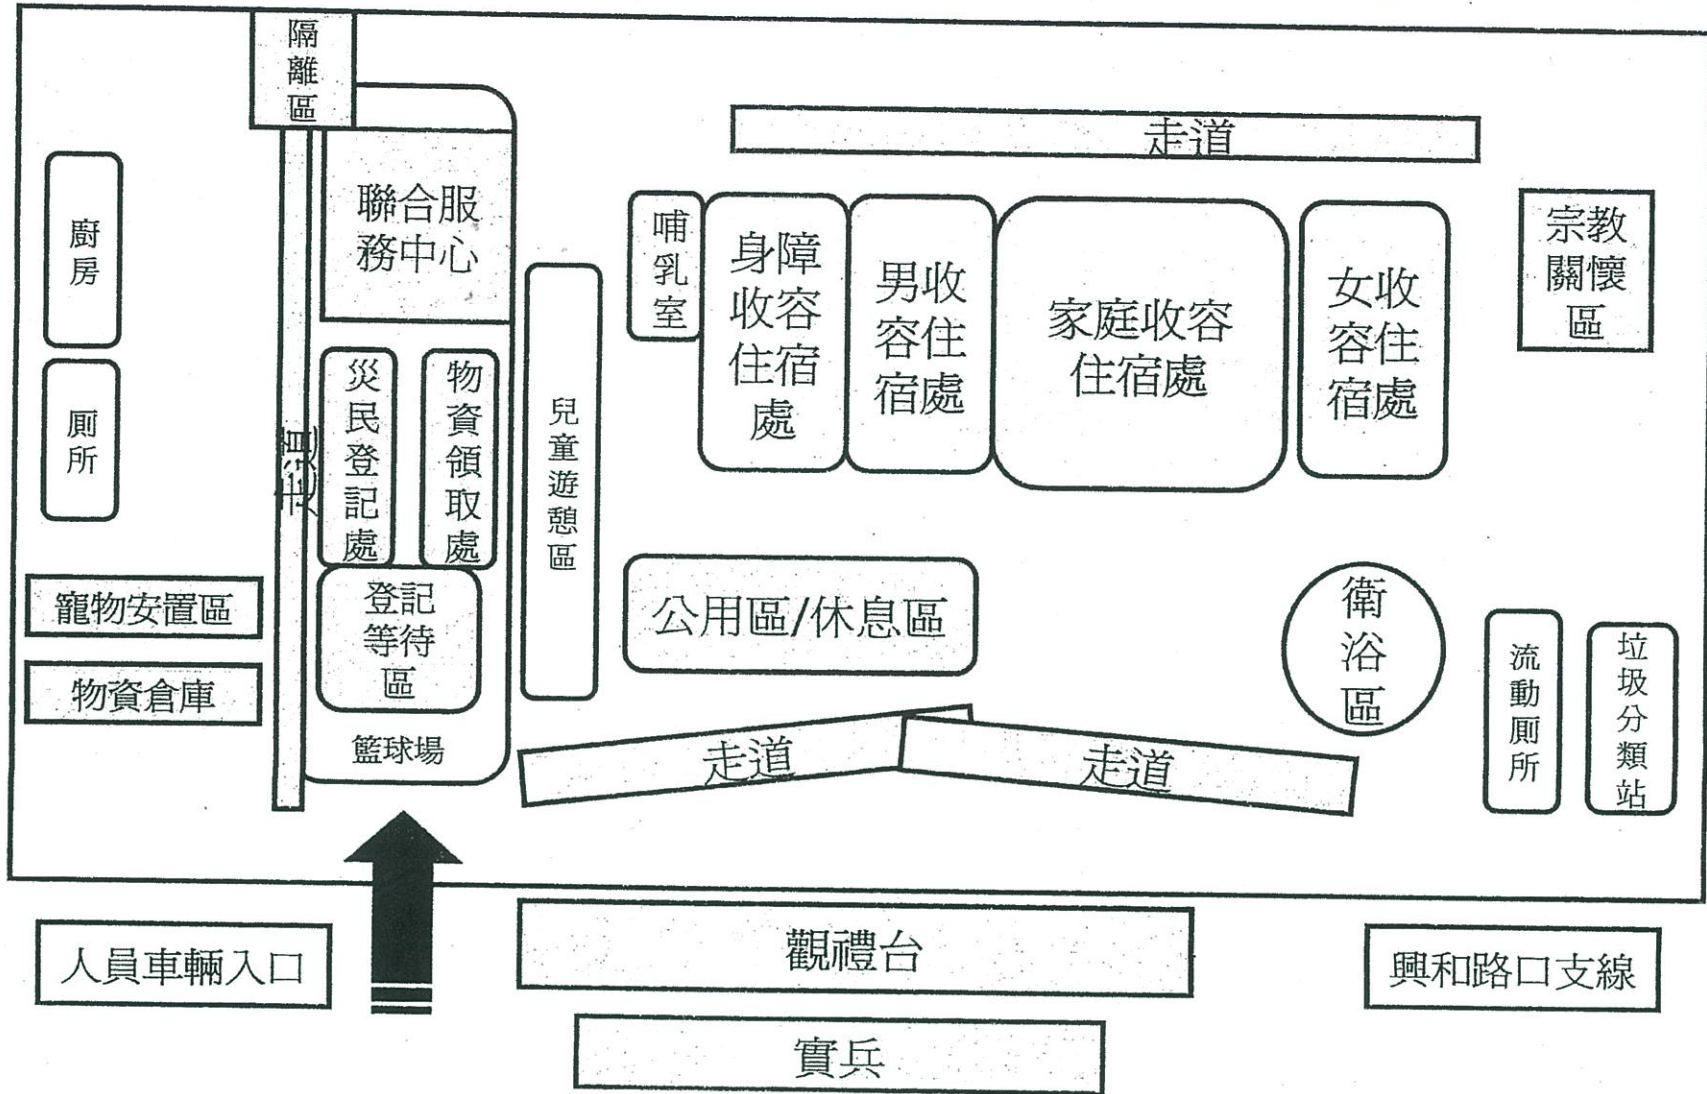 隔
離
區
走道
廚
房
聯合服
務中心
哺
乳
室
身障
收容
住宿
處
男收
容住
宿處
家庭收容
住宿處
女收
容住
宿處
宗教
關懷
區
廁
所
災
民
登
記
處
物
資
領
取
處
兒
童
遊
憩
區
寵物安置區
物資倉庫
登記
等待
區
籃球場
公用區/休息區
衛
浴
區
流
動
厠
所
垃
圾
分
類
站
走道
走道
人員車輛入口
觀禮台
興和路口支線
實兵